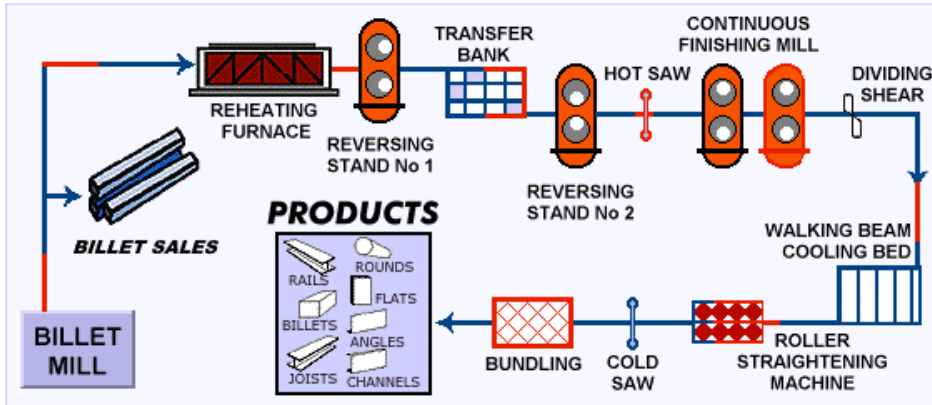 CONTINUOUS
FINISHING MILL
TRANSFER
BANK
HOT SAW
DIVIDING
SHEAR
REHEATING
FURNACE
REVERSING
STAND No 1
REVERSING
STAND No 2
BILLET SALES
PRODUCTS
WALKING BEAM
COOLING BED
RAILS
ROUNDS
FLATS
BILLETS
ANGLES
JOISTS
CHANNELS
BILLET
MILL
BUNDLING
COLD
SAW
ROLLER
STRAIGHTENING
MACHINE